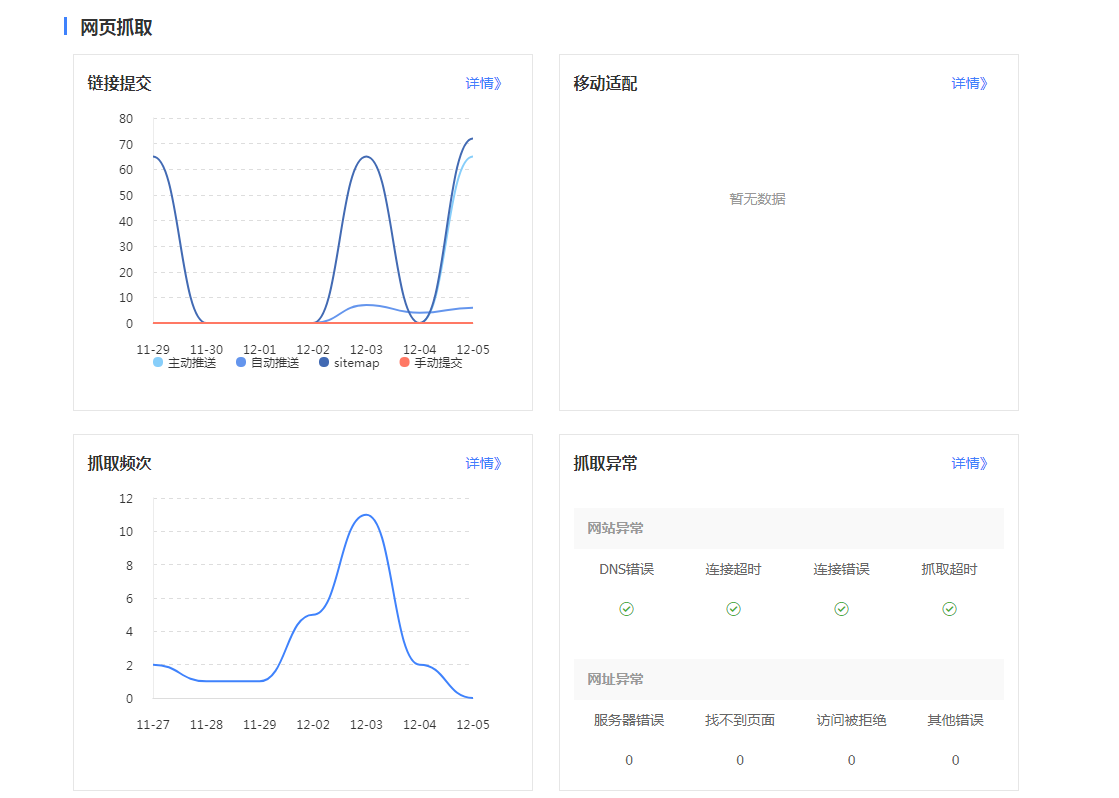 网页抓取
链接提交 详情》
80
70
60
50
40
30
20
10
0
11-29 11-30 12-01 12-02 12-03 12-04 12-05
主动推送 自动推送 sitemap 手动提交
移动适配 详情》
暂无数据
抓取频次 详情》
12
10
8
6
4
2
0
11-27 11-28 11-29 12-02 12-03 12-04 12-05
抓取异常 详情》
网站异常
DNS错误 连接超时 连接错误 抓取超时
网址异常
服务器错误 找不到页面 访问被拒绝 其他错误
0 0 0 0